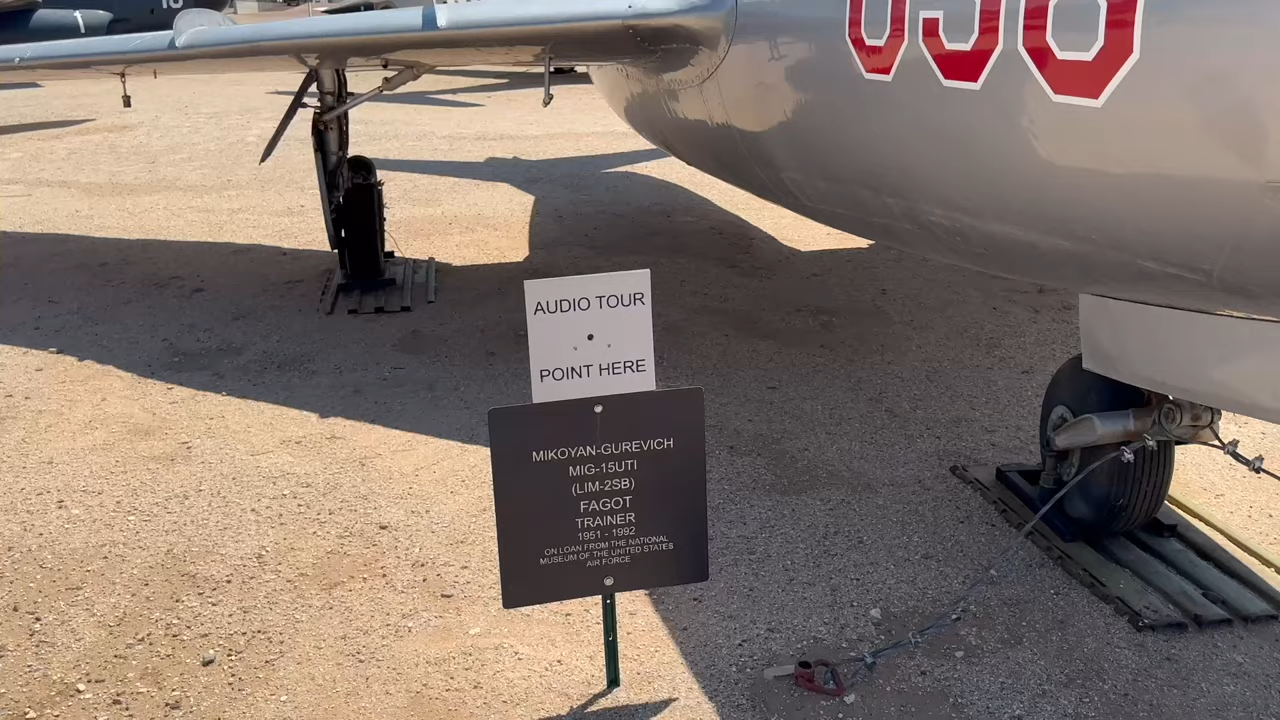 AUDIO TOUR
POINT HERE
MIKOYAN-GUREVICH
MIG-15UTI
(LIM-2SB)
FAGOT
TRAINER
1951 - 1992
ON LOAN FROM THE NATIONAL
MUSEUM OF THE UNITED STATES
AIR FORCE